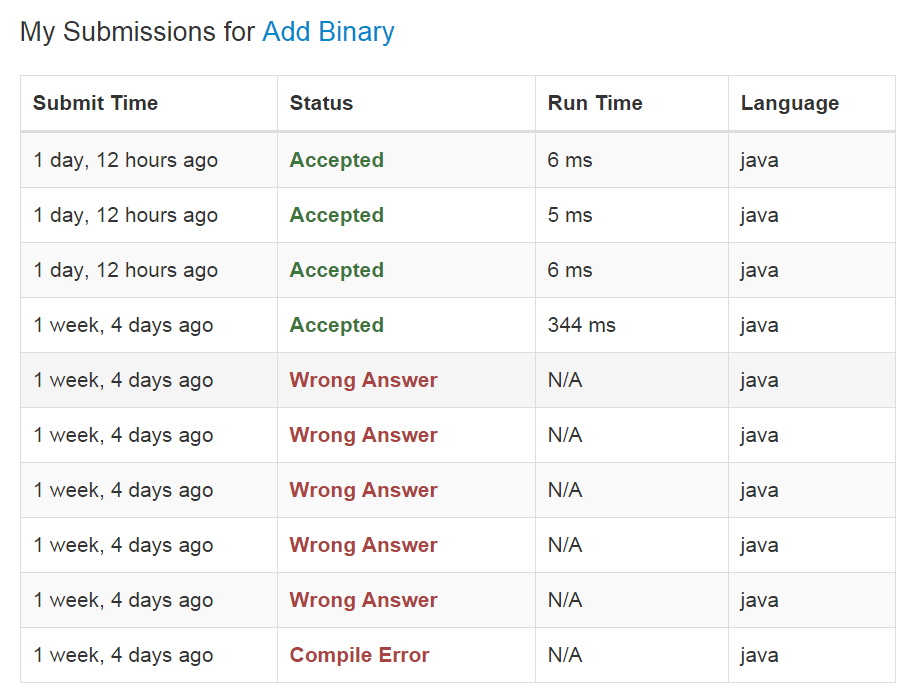 My Submissions for Add Binary
Submit Time Status Run Time Language
1 day, 12 hours ago Accepted 6 ms java
1 day, 12 hours ago Accepted 5 ms java
1 day, 12 hours ago Accepted 6 ms java
1 week, 4 days ago Accepted 344 ms java
1 week, 4 days ago Wrong Answer N/A java
1 week, 4 days ago Wrong Answer N/A java
1 week, 4 days ago Wrong Answer N/A java
1 week, 4 days ago Wrong Answer N/A java
1 week, 4 days ago Wrong Answer N/A java
1 week, 4 days ago Compile Error N/A java